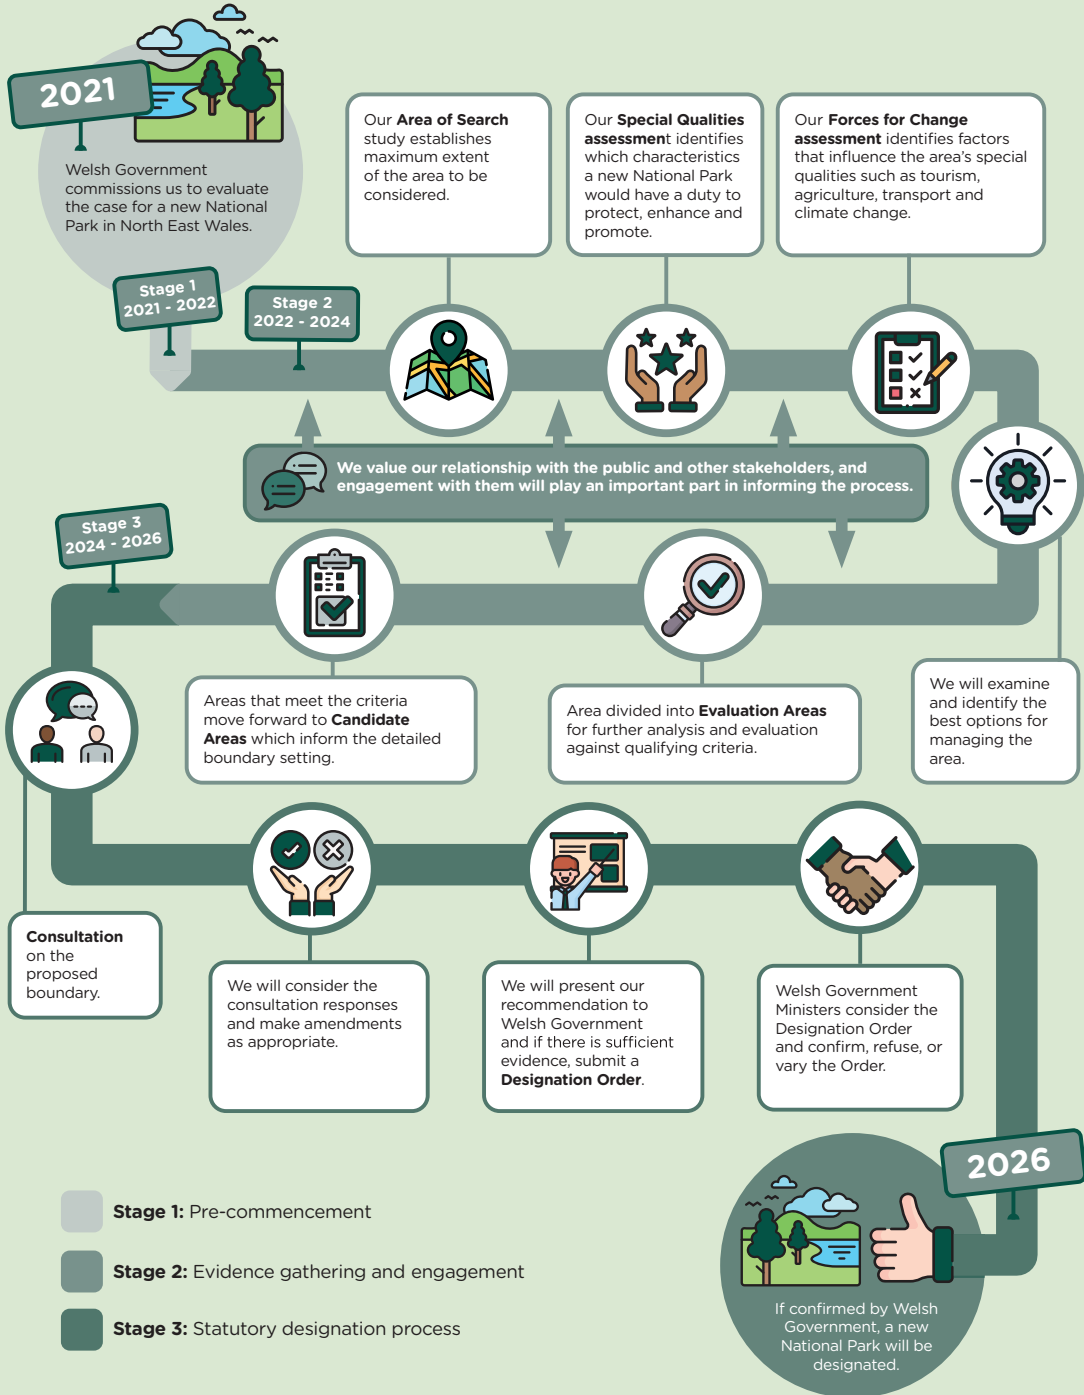 2021
Welsh Government
commissions us to evaluate
the case for a new National
Park in North East Wales.
Stage 1
2021 - 2022
Stage 2
2022 - 2024
Our Area of Search
study establishes
maximum extent
of the area to be
considered.
Our Special Qualities
assessment identifies
which characteristics
a new National Park
would have a duty to
protect, enhance and
promote.
Our Forces for Change
assessment identifies factors
that influence the area's special
qualities such as tourism,
agriculture, transport and
climate change.
We value our relationship with the public and other stakeholders, and
engagement with them will play an important part in informing the process.
We will examine
and identify the
best options for
managing the
area.
Area divided into Evaluation Areas
for further analysis and evaluation
against qualifying criteria.
Areas that meet the criteria
move forward to Candidate
Areas which inform the detailed
boundary setting.
Stage 3
2024 - 2026
Consultation
on the
proposed
boundary.
We will consider the
consultation responses
and make amendments
as appropriate.
We will present our
recommendation to
Welsh Government
and if there is sufficient
evidence, submit a
Designation Order.
Welsh Government
Ministers consider the
Designation Order
and confirm, refuse, or
vary the Order.
2026
If confirmed by Welsh
Government, a new
National Park will be
designated.
Stage 1: Pre-commencement
Stage 2: Evidence gathering and engagement
Stage 3: Statutory designation process